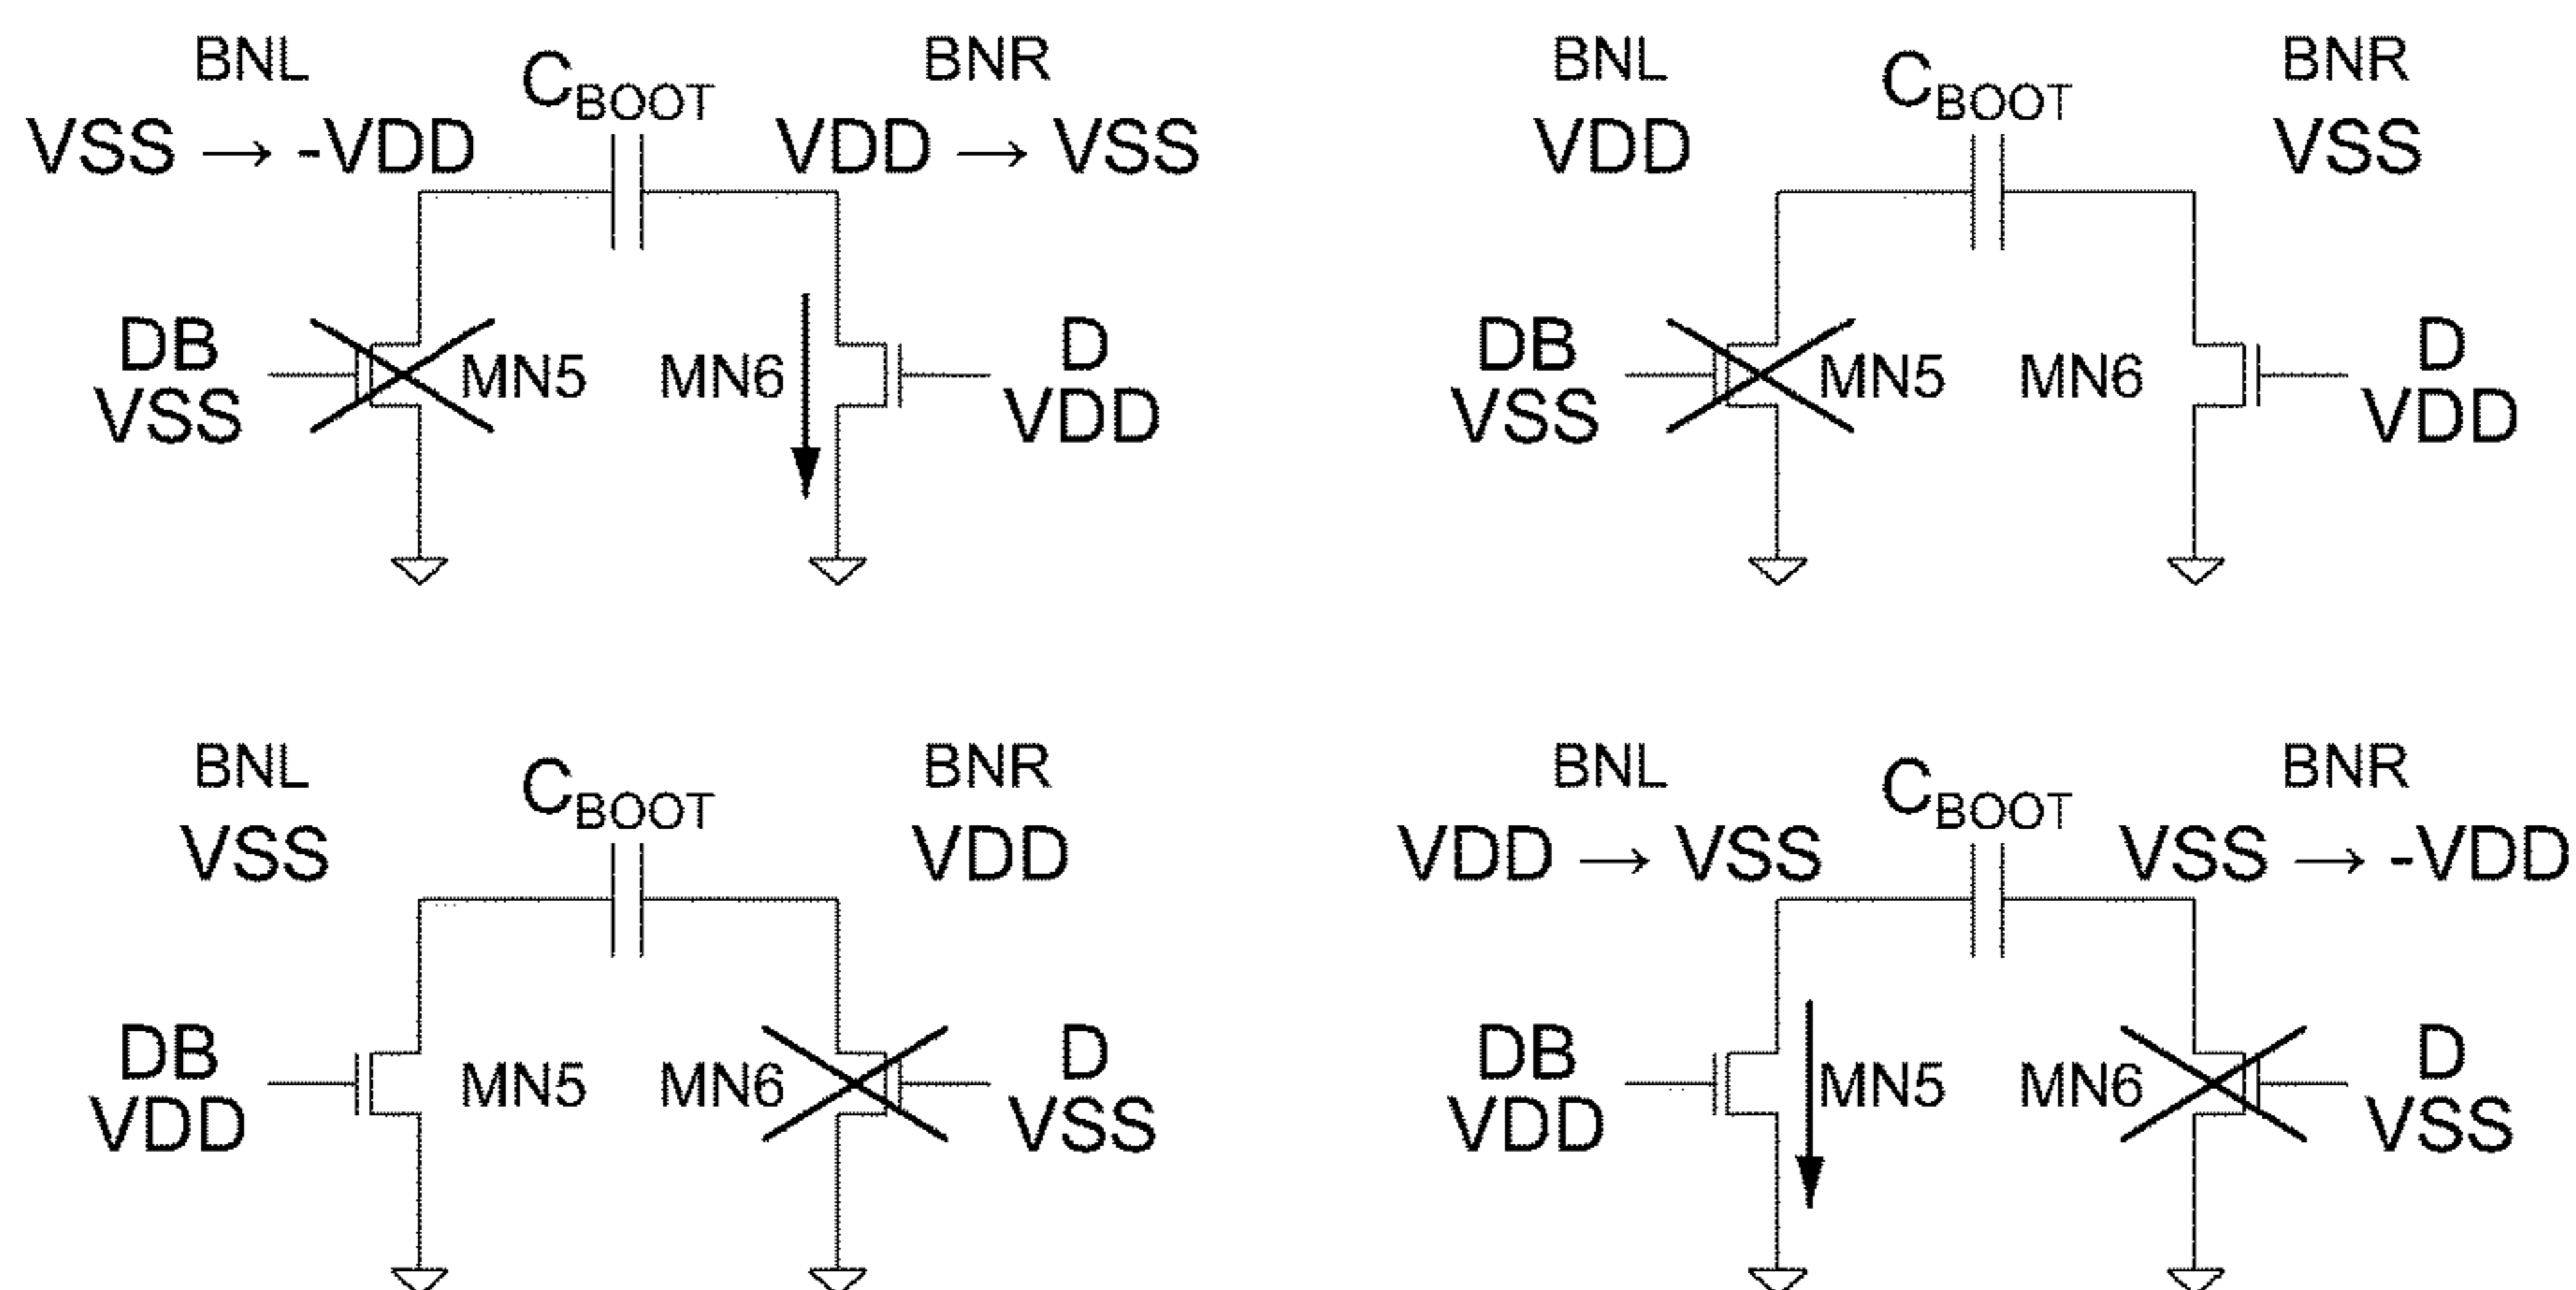 BNL C_BOOT BNR
VSS → -VDD VDD → VSS
DB MN5 MN6 D
VSS VDD
BNL C_BOOT BNR
VDD VSS
DB MN5 MN6 D
VSS VDD
BNL C_BOOT BNR
VSS VDD
DB MN5 MN6 D
VDD VSS
BNL C_BOOT BNR
VDD → VSS VSS → -VDD
DB MN5 MN6 D
VDD VSS